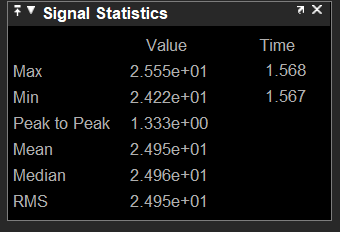 Signal Statistics
Value Time
Max 2.555e+01 1.568
Min 2.422e+01 1.567
Peak to Peak 1.333e+00
Mean 2.495e+01
Median 2.496e+01
RMS 2.495e+01